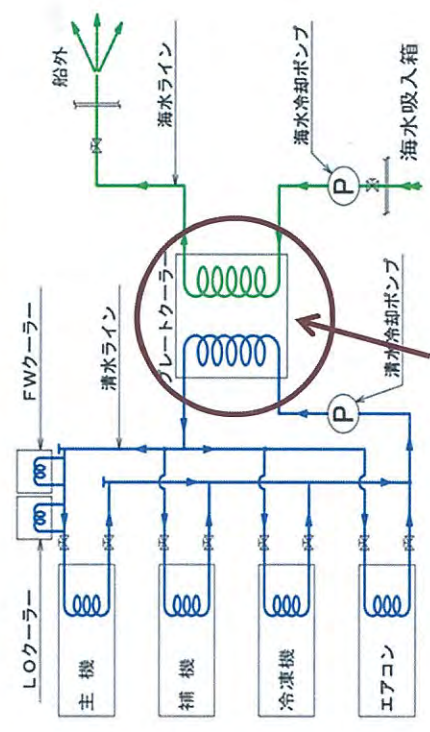 船外
海水ライン
海水冷却ポンプ
海水吸入箱
P
プレートクーラー
清水ライン
FWクーラー
LOクーラー
清水冷却ポンプ
P
主機
補機
冷凍機
エアコン